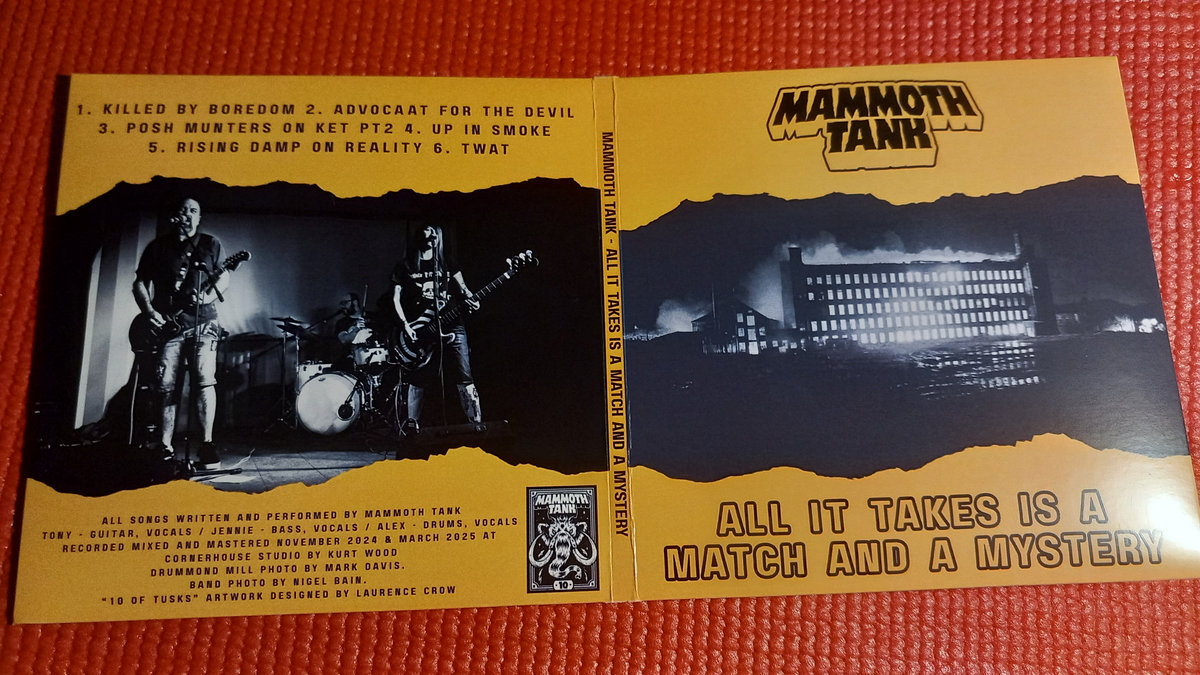 1. KILLED BY BOREDOM 2. ADVOCAAT FOR THE DEVIL
3. POSH MUNTERS ON KET PT2 4. UP IN SMOKE
5. RISING DAMP ON REALITY 6. TWAT
ALL SONGS WRITTEN AND PERFORMED BY MAMMOTH TANK
TONY - GUITAR, VOCALS / JENNIE - BASS, VOCALS / ALEX - DRUMS, VOCALS
RECORDED MIXED AND MASTERED NOVEMBER 2024 & MARCH 2025 AT
CORNERHOUSE STUDIO BY KURT WOOD
DRUMMOND MILL PHOTO BY MARK DAVIS.
BAND PHOTO BY NIGEL BAIN.
"10 OF TUSKS" ARTWORK DESIGNED BY LAURENCE CROW
MAMMOTH
TANK
10
MAMMOTH TANK - ALL IT TAKES IS A MATCH AND A MYSTERY
MAMMOTH
TANK
ALL IT TAKES IS A
MATCH AND A MYSTERY